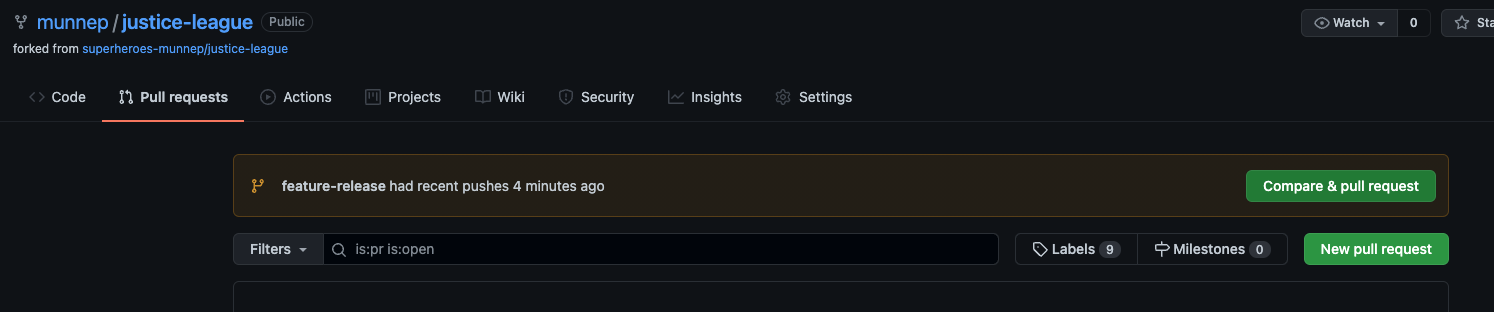 munnep / justice-league Public
Watch 0
Sta
forked from superheroes-munnep/justice-league
Code Pull requests Actions Projects Wiki Security Insights Settings
feature-release had recent pushes 4 minutes ago Compare & pull request
Filters is:pr is:open Labels 9 Milestones 0 New pull request